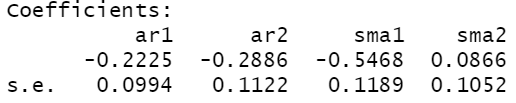 Coefficients:
ar1 ar2 sma1 sma2
-0.2225 -0.2886 -0.5468 0.0866
s.e. 0.0994 0.1122 0.1189 0.1052